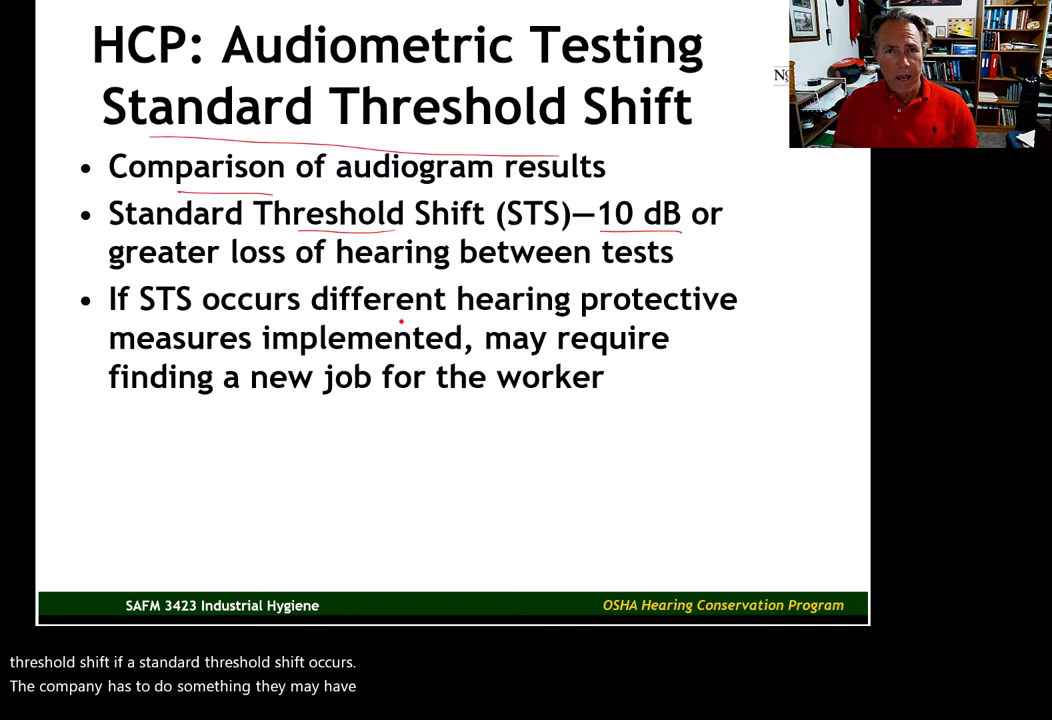 HCP: Audiometric Testing
Standard Threshold Shift
• Comparison of audiogram results
• Standard Threshold Shift (STS)—10 dB or
greater loss of hearing between tests
• If STS occurs different hearing protective
measures implemented, may require
finding a new job for the worker
SAFM 3423 Industrial Hygiene
OSHA Hearing Conservation Program
threshold shift if a standard threshold shift occurs.
The company has to do something they may have